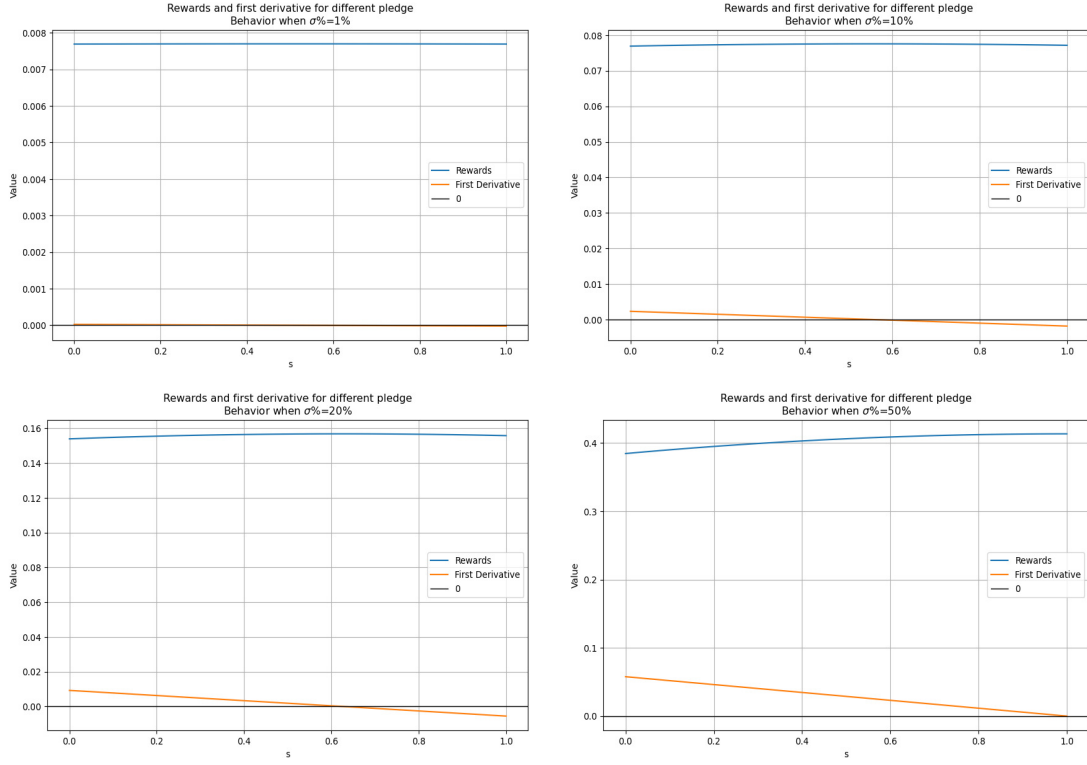 Rewards and first derivative for different pledge
Behavior when σ%=1%
0.008
0.007
0.006
0.005
0.004
0.003
0.002
0.001
0.000
Value
Rewards
First Derivative
0
0.0 0.2 0.4 0.6 0.8 1.0
s
Rewards and first derivative for different pledge
Behavior when σ%=10%
0.08
0.07
0.06
0.05
0.04
0.03
0.02
0.01
0.00
Value
Rewards
First Derivative
0
0.0 0.2 0.4 0.6 0.8 1.0
s
Rewards and first derivative for different pledge
Behavior when σ%=20%
0.16
0.14
0.12
0.10
0.08
0.06
0.04
0.02
0.00
Value
Rewards
First Derivative
0
0.0 0.2 0.4 0.6 0.8 1.0
s
Rewards and first derivative for different pledge
Behavior when σ%=50%
0.4
0.3
0.2
0.1
0.0
Value
Rewards
First Derivative
0
0.0 0.2 0.4 0.6 0.8 1.0
s